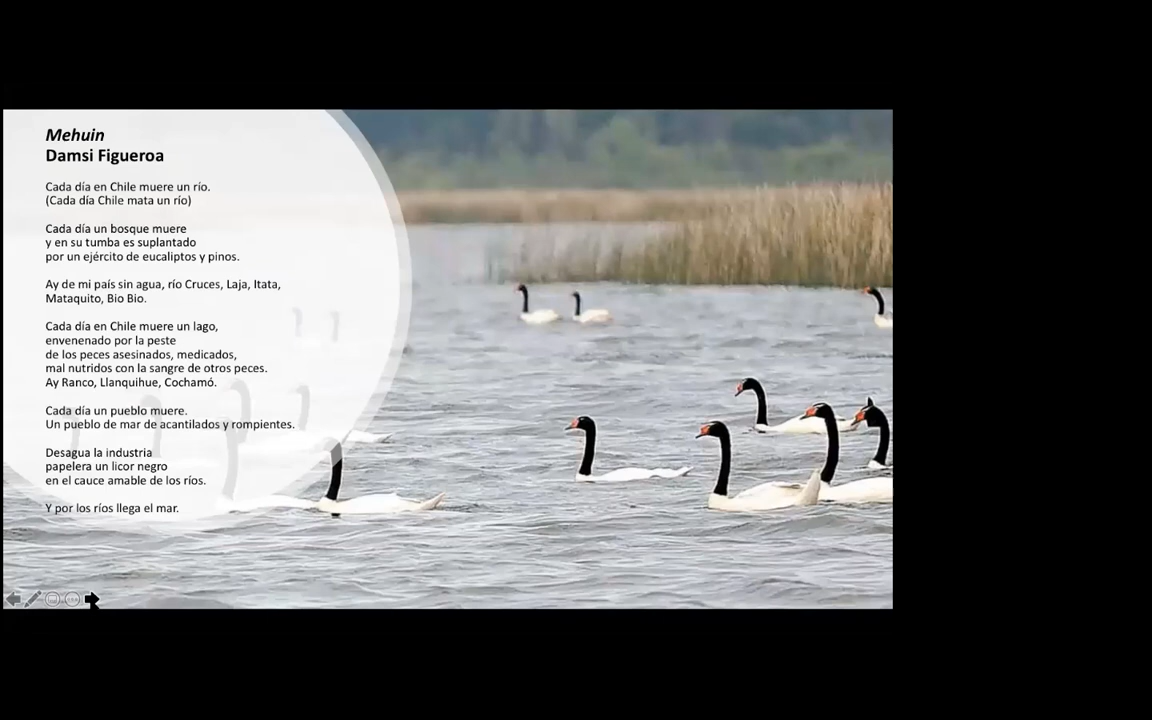 Mehuin
Damsi Figueroa
Cada día en Chile muere un río.
(Cada día Chile mata un río)
Cada día un bosque muere
y en su tumba es suplantado
por un ejército de eucaliptos y pinos.
Ay de mi país sin agua, río Cruces, Laja, Itata,
Mataquito, Bio Bio.
Cada día en Chile muere un lago,
envenenado por la peste
de los peces asesinados, medicados,
mal nutridos con la sangre de otros peces.
Ay Ranco, Llanquihue, Cochamó.
Cada día un pueblo muere.
Un pueblo de mar de acantilados y rompientes.
Desagua la industria
papelera un licor negro
en el cauce amable de los ríos.
Y por los ríos llega el mar.